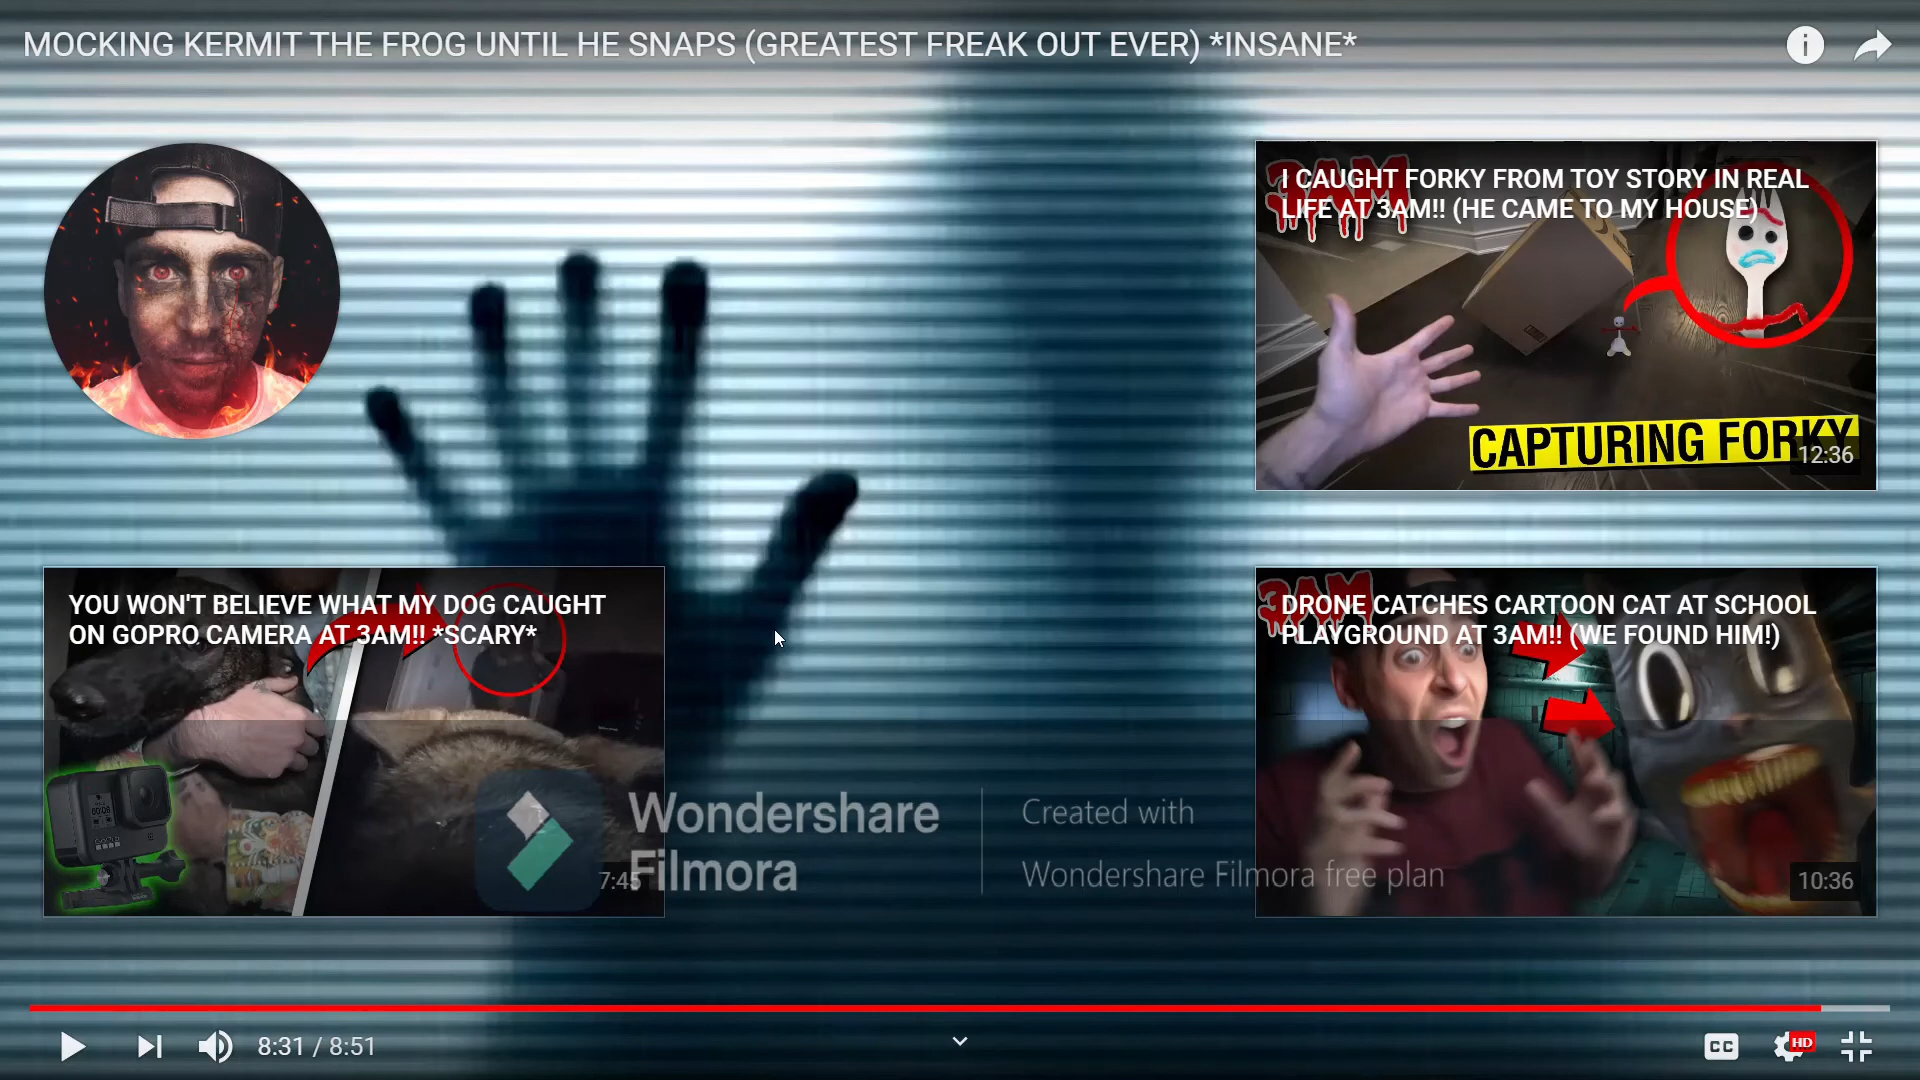 MOCKING KERMIT THE FROG UNTIL HE SNAPS (GREATEST FREAK OUT EVER) *INSANE*
3AM
I CAUGHT FORKY FROM TOY STORY IN REAL
LIFE AT 3AM!! (HE CAME TO MY HOUSE)
CAPTURING FORKY
12:36
YOU WON'T BELIEVE WHAT MY DOG CAUGHT
ON GOPRO CAMERA AT 3AM!! *SCARY*
7:45
3AM
DRONE CATCHES CARTOON CAT AT SCHOOL
PLAYGROUND AT 3AM!! (WE FOUND HIM!)
10:36
Wondershare
Filmora
Created with
Wondershare Filmora free plan
8:31 / 8:51
CC
HD